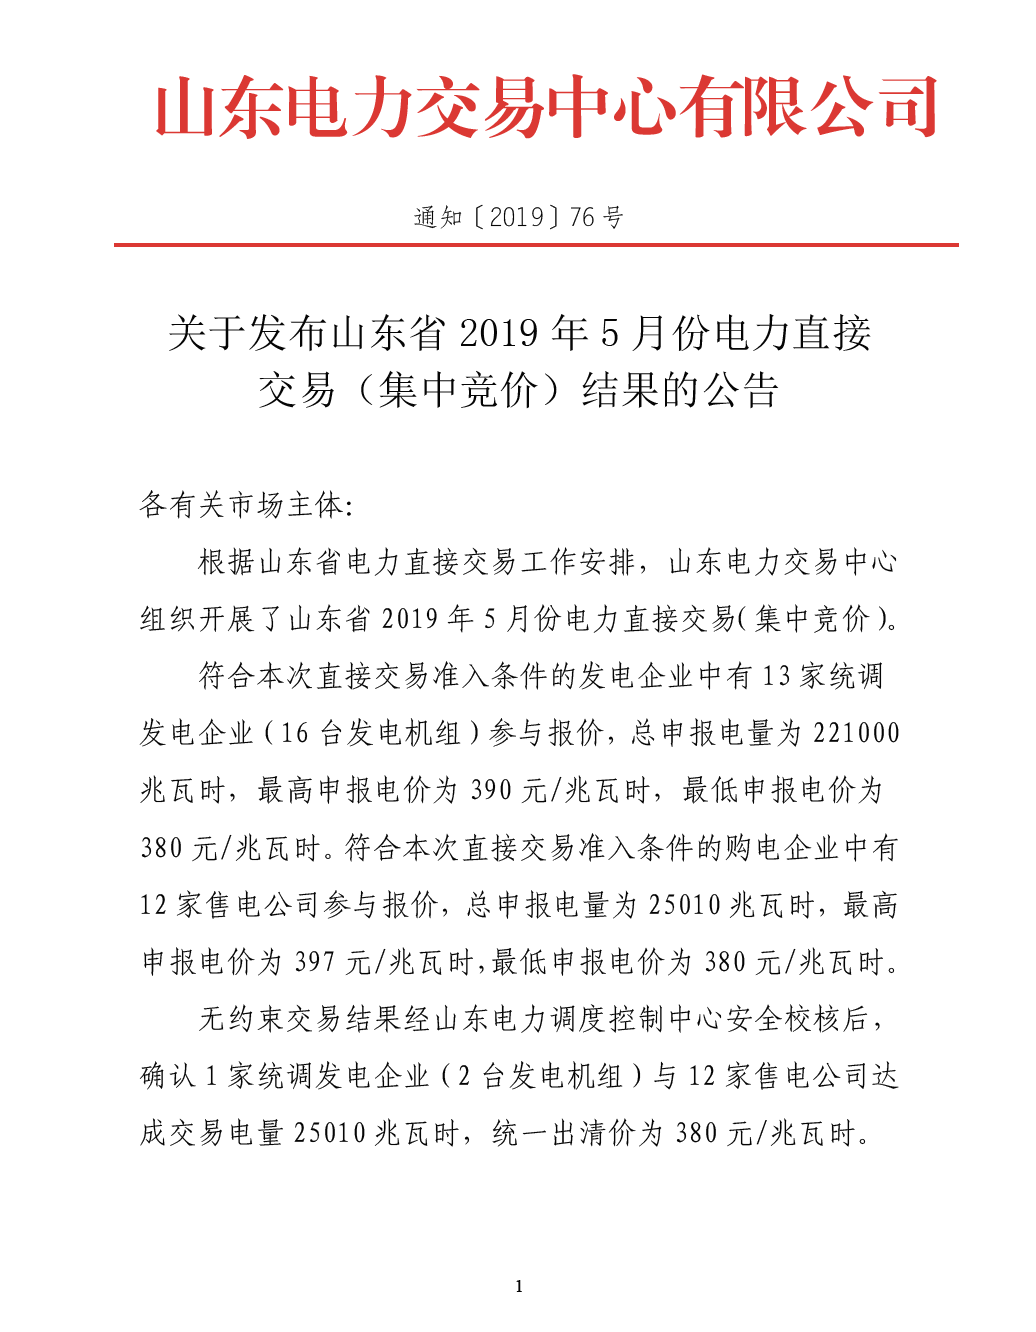 山东电力交易中心有限公司
通知〔2019〕76 号
关于发布山东省 2019 年 5 月份电力直接
交易（集中竞价）结果的公告
各有关市场主体：
根据山东省电力直接交易工作安排，山东电力交易中心
组织开展了山东省 2019 年 5 月份电力直接交易（集中竞价）。
符合本次直接交易准入条件的发电企业中有 13 家统调
发电企业（16 台发电机组）参与报价，总申报电量为 221000
兆瓦时，最高申报电价为 390 元/兆瓦时，最低申报电价为
380 元/兆瓦时。符合本次直接交易准入条件的购电企业中有
12 家售电公司参与报价，总申报电量为 25010 兆瓦时，最高
申报电价为 397 元/兆瓦时，最低申报电价为 380 元/兆瓦时。
无约束交易结果经山东电力调度控制中心安全校核后，
确认 1 家统调发电企业（2 台发电机组）与 12 家售电公司达
成交易电量 25010 兆瓦时，统一出清价为 380 元/兆瓦时。
1